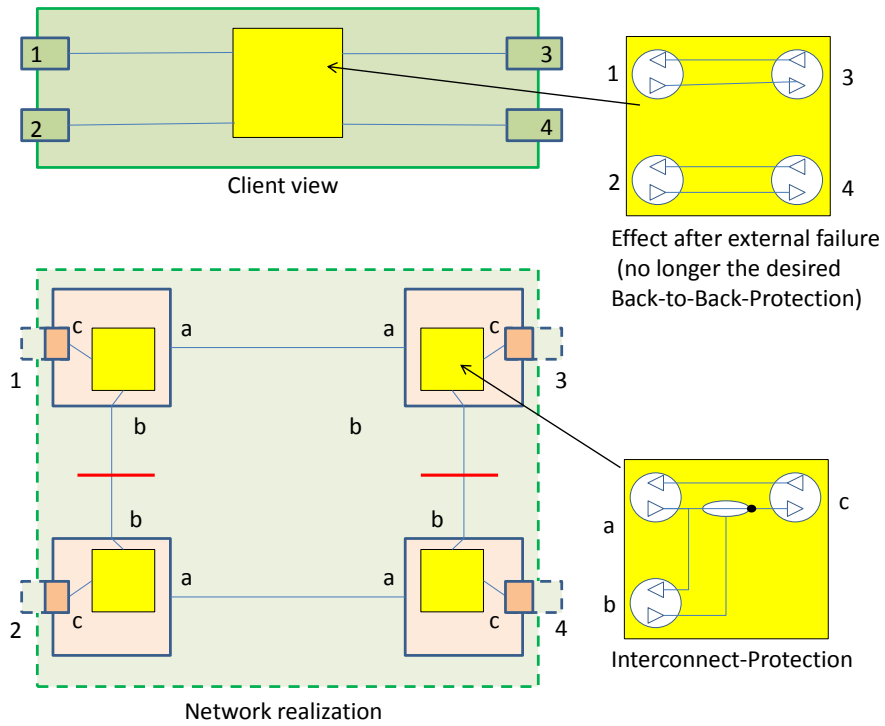 1
3
2
4
Client view
1
3
2
4
Effect after external failure
(no longer the desired
Back-to-Back-Protection)
c
a
a
c
1
3
b
b
b
b
a
a
2
c
c
4
Network realization
a
c
b
Interconnect-Protection